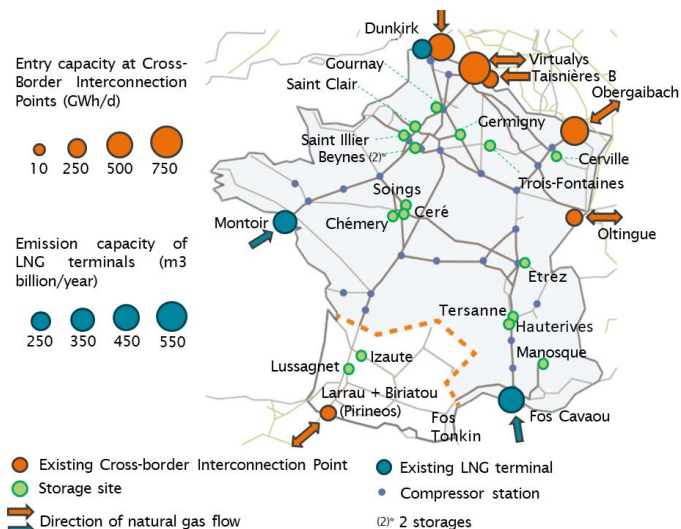 Entry capacity at Cross-
Border Interconnection
Points (GWh/d)
10 250 500 750
Emission capacity of
LNG terminals (m3
billion/year)
250 350 450 550
Dunkirk
Virtualys
Taisnières B
Obergaibach
Gournay
Saint Clair
Germigny
Saint Illier
Beynes (2)*
Cerville
Trois-Fontaines
Soings
Céré
Chémery
Montoir
Oltingue
Etrez
Tersanne
Hauterives
Manosque
Izaute
Lussagnet
Larrau + Biriatou
(Pirineos)
Fos
Tonkin
Fos Cavaou
Existing Cross-border Interconnection Point
Storage site
Direction of natural gas flow
Existing LNG terminal
Compressor station
(2)* 2 storages